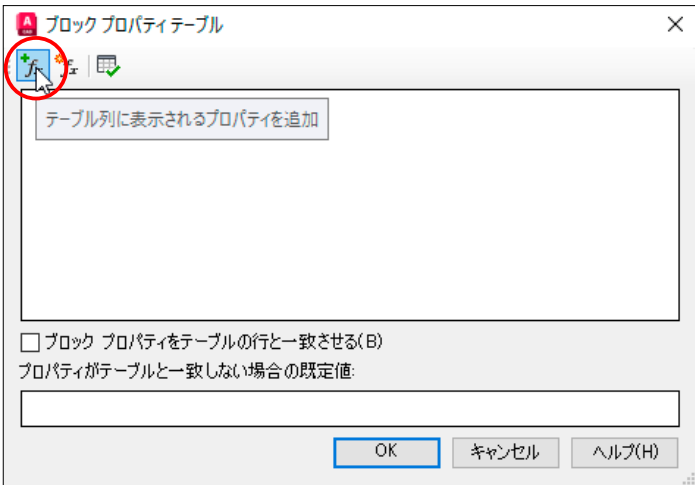 ブロック プロパティ テーブル
テーブル列に表示されるプロパティを追加
ブロック プロパティをテーブルの行と一致させる(B)
プロパティがテーブルと一致しない場合の既定値:
OK キャンセル ヘルプ(H)